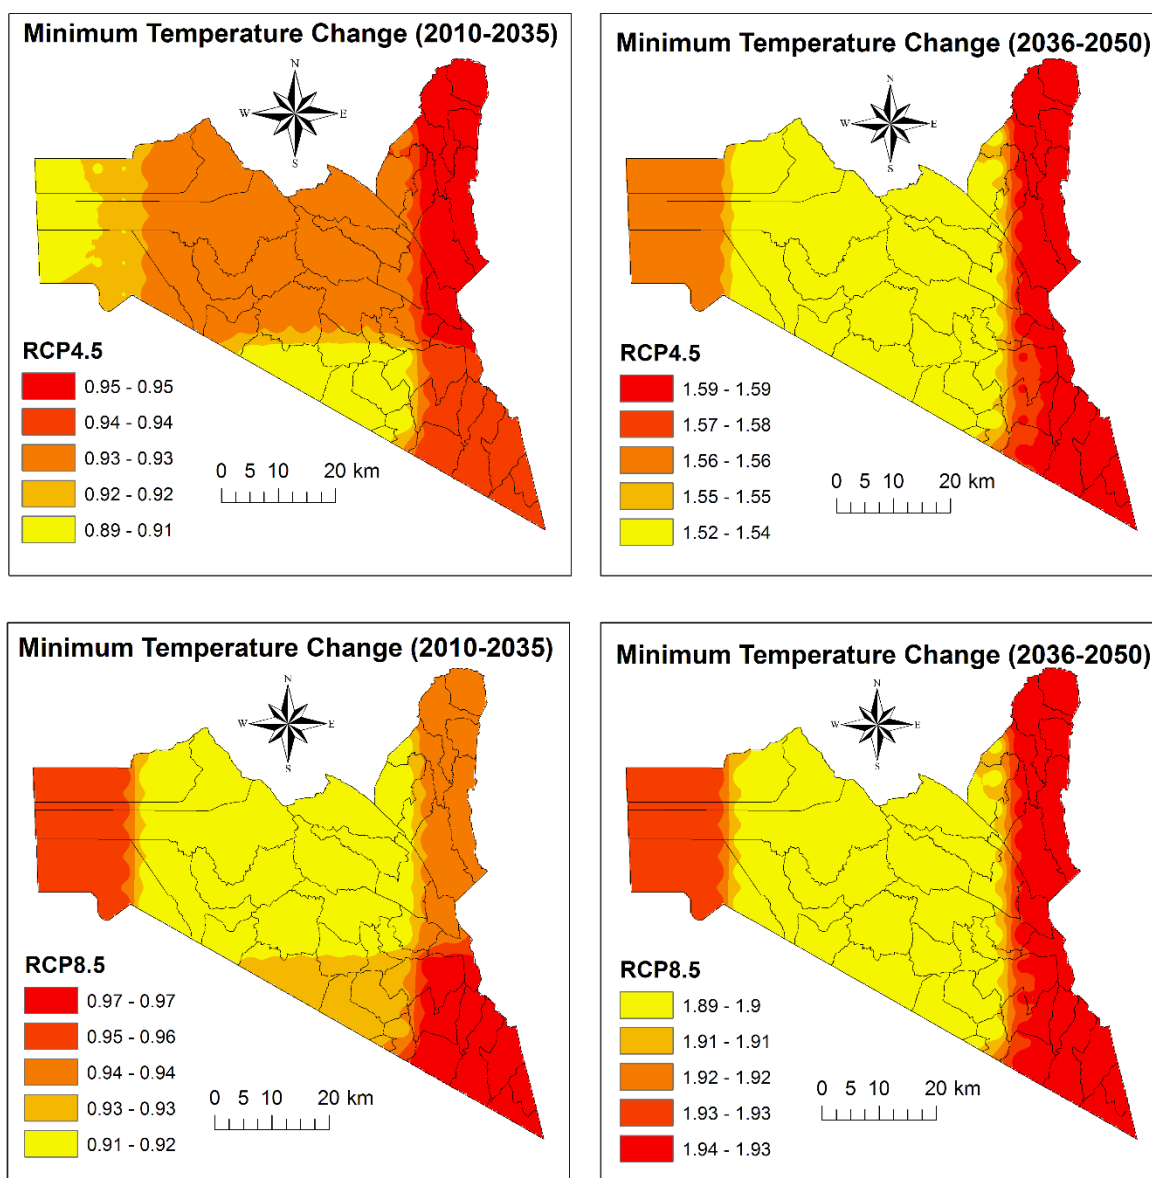 Minimum Temperature Change (2010-2035)
N
W E
S
RCP4.5
0.95 - 0.95
0.94 - 0.94
0.93 - 0.93
0.92 - 0.92
0.89 - 0.91
0 5 10 20 km
Minimum Temperature Change (2036-2050)
N
W E
S
RCP4.5
1.59 - 1.59
1.57 - 1.58
1.56 - 1.56
1.55 - 1.55
1.52 - 1.54
0 5 10 20 km
Minimum Temperature Change (2010-2035)
N
W E
S
RCP8.5
0.97 - 0.97
0.95 - 0.96
0.94 - 0.94
0.93 - 0.93
0.91 - 0.92
0 5 10 20 km
Minimum Temperature Change (2036-2050)
N
W E
S
RCP8.5
1.89 - 1.9
1.91 - 1.91
1.92 - 1.92
1.93 - 1.93
1.94 - 1.93
0 5 10 20 km